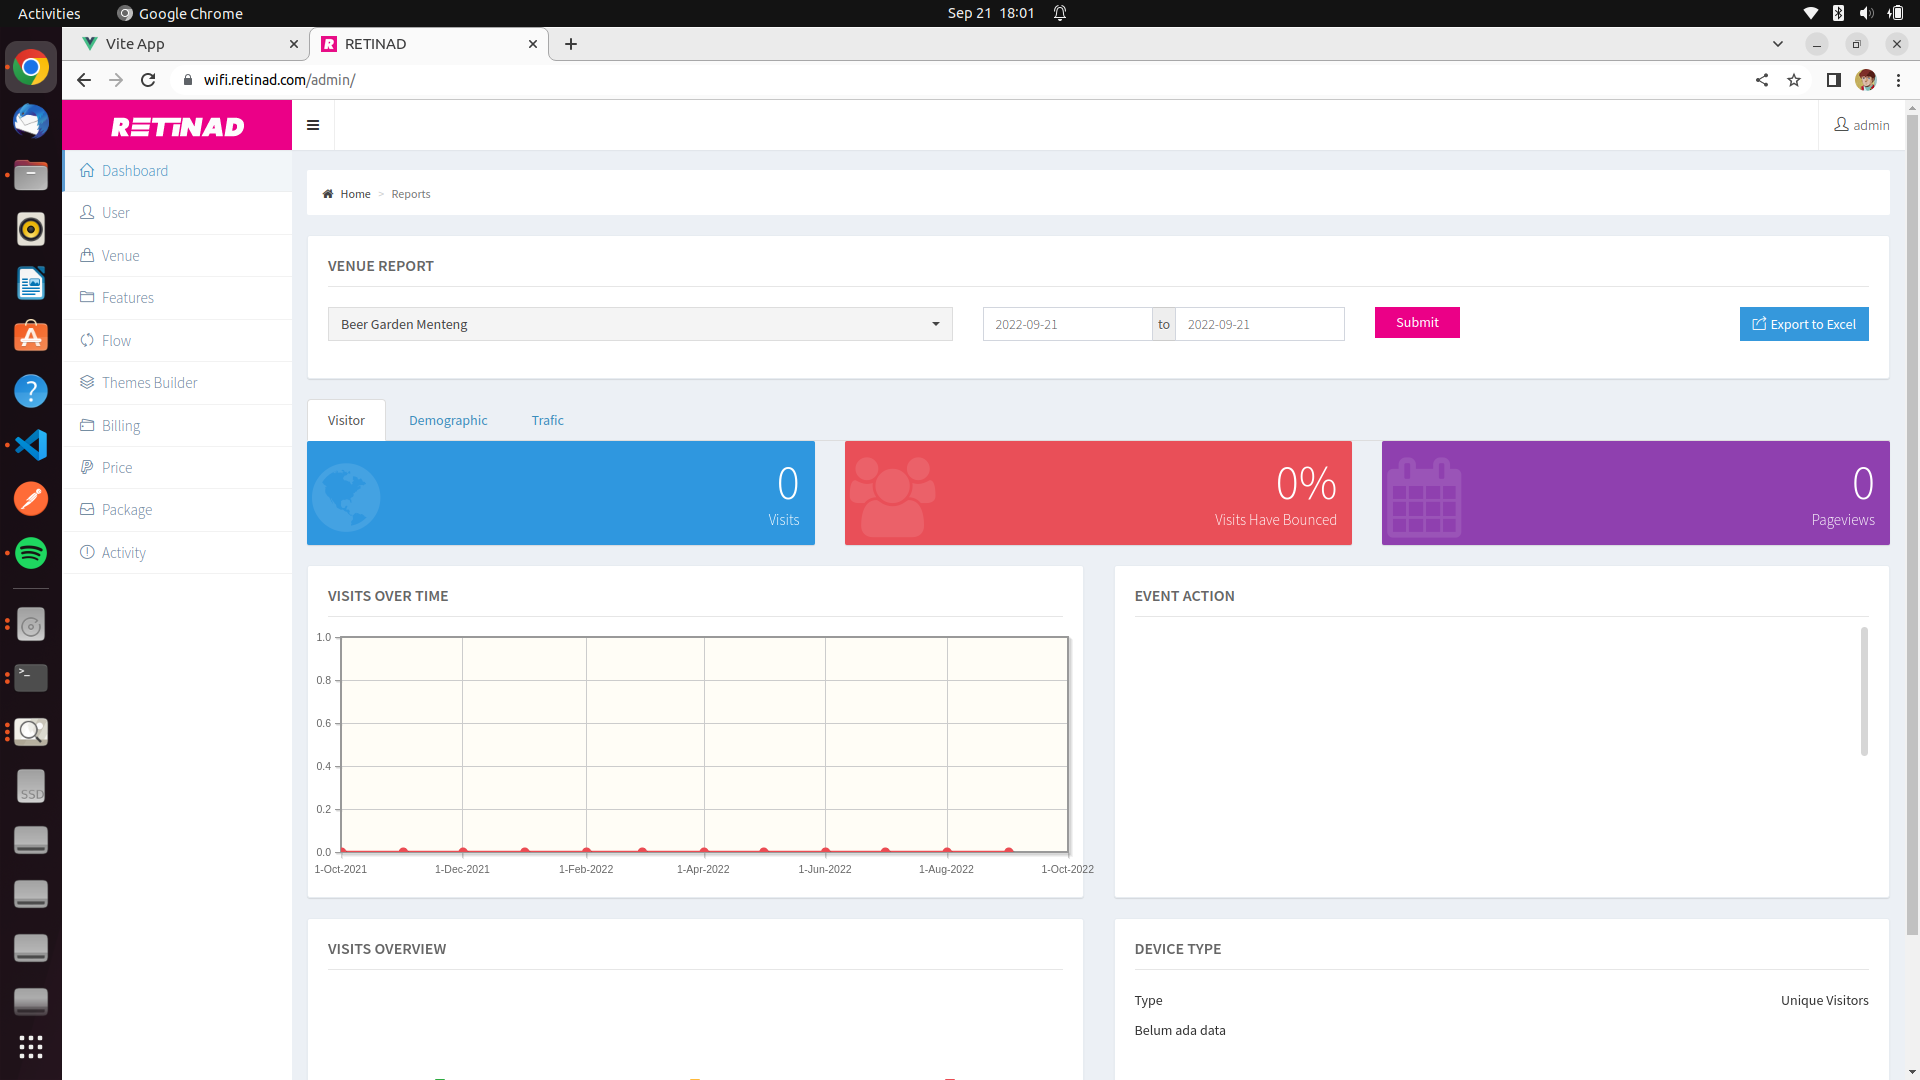 Activities
Google Chrome
Sep 21 18:01
Vite App
RETINAD
wifi.retinad.com/admin/
RETINAD
admin
Dashboard
User
Venue
Features
Flow
Themes Builder
Billing
Price
Package
Activity
Home > Reports
VENUE REPORT
Beer Garden Menteng
2022-09-21 to 2022-09-21
Submit
Export to Excel
Visitor
Demographic
Trafic
0
Visits
0%
Visits Have Bounced
0
Pageviews
VISITS OVER TIME
1.0
0.8
0.6
0.4
0.2
0.0
1-Oct-2021 1-Dec-2021 1-Feb-2022 1-Apr-2022 1-Jun-2022 1-Aug-2022 1-Oct-2022
EVENT ACTION
VISITS OVERVIEW
DEVICE TYPE
Type Unique Visitors
Belum ada data
SSD